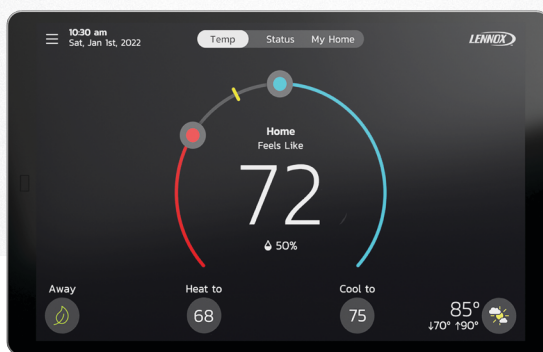 10:30 am
Sat, Jan 1st, 2022
Temp Status My Home
LENNOX
Home
Feels Like
72
50%
Away
Heat to
68
Cool to
75
85°
↓70° ↑90°